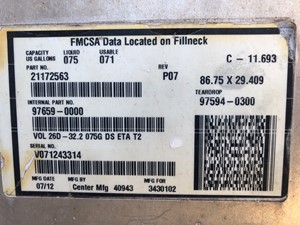 FMCSA Data Located on Fillneck
CAPACITY LIQUID USABLE
US GALLONS 075 071 C - 11.693
PART NO. REV
21172563 P07 86.75 X 29.409
TEARDROP
INTERNAL PART NO. 97594-0300
97659-0000
VOL 26D-32.2 075G DS ETA T2
SERIAL NO.
V071243314
MFG DATE MFG BY MFG FOR
07/12 Center Mfg 40943 3430102